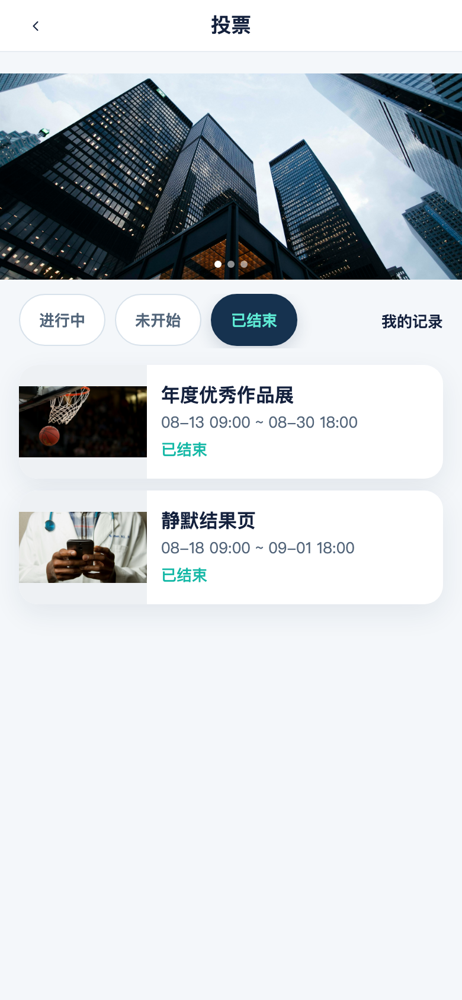 投票
进行中
未开始
已结束
我的记录
年度优秀作品展
08–13 09:00 ~ 08–30 18:00
已结束
静默结果页
08–18 09:00 ~ 09–01 18:00
已结束